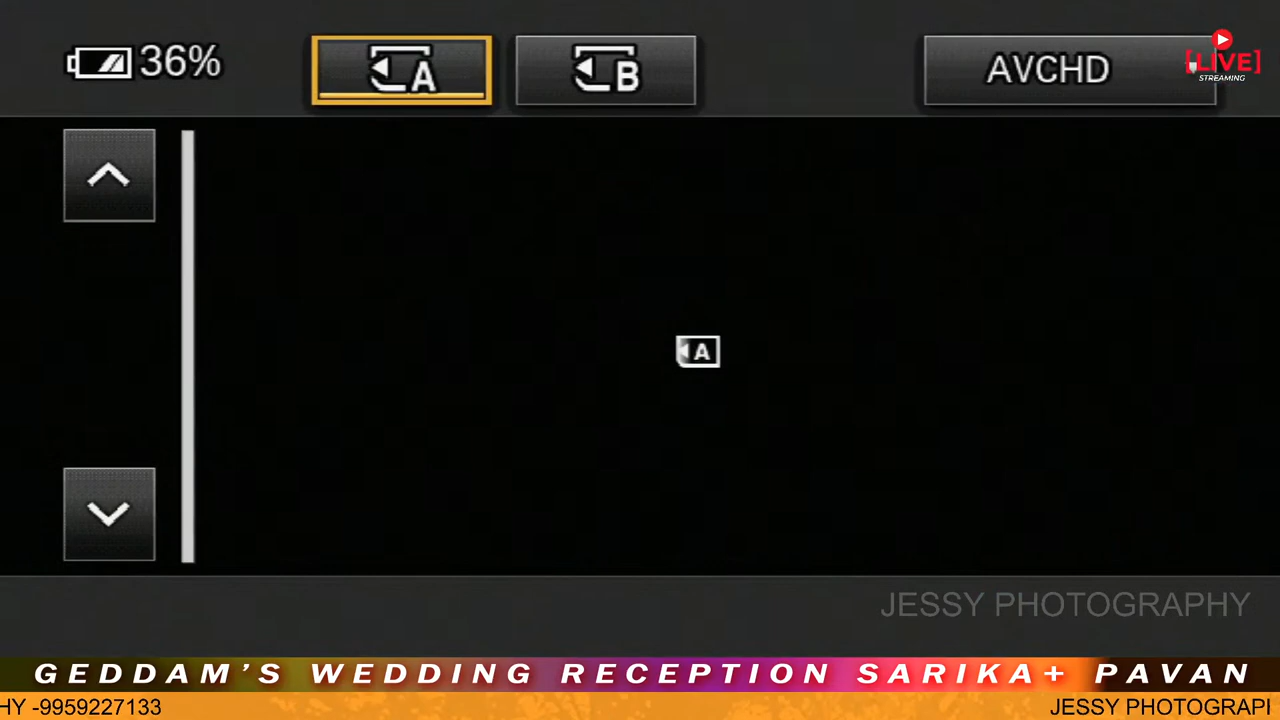 36%
A
B
AVCHD
[LIVE]
STREAMING
A
JESSY PHOTOGRAPHY
GEDDAM'S WEDDING RECEPTION SARIKA+ PAVAN
HY -9959227133
JESSY PHOTOGRAPI